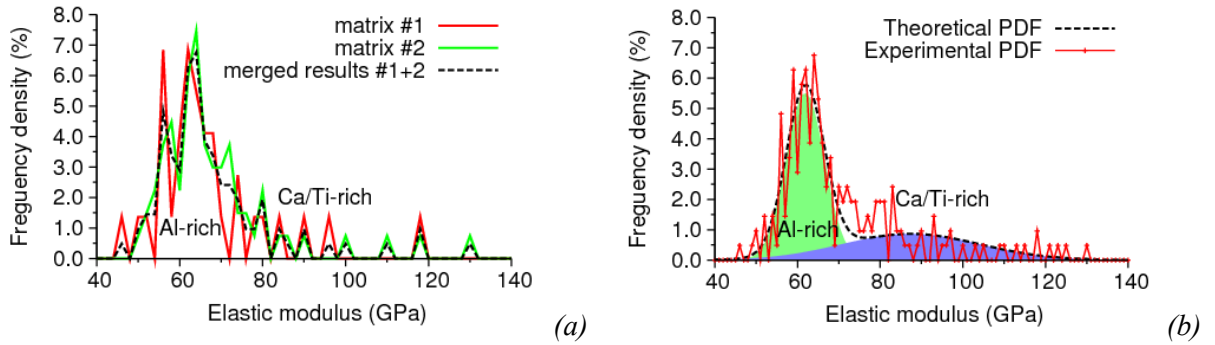 8.0
7.0
6.0
5.0
4.0
3.0
2.0
1.0
0.0
Frequency density (%)
matrix #1
matrix #2
merged results #1+2
Ca/Ti-rich
Al-rich
40 60 80 100 120 140
Elastic modulus (GPa)
(a)
8.0
7.0
6.0
5.0
4.0
3.0
2.0
1.0
0.0
Frequency density (%)
Theoretical PDF
Experimental PDF
Ca/Ti-rich
Al-rich
40 60 80 100 120 140
Elastic modulus (GPa)
(b)